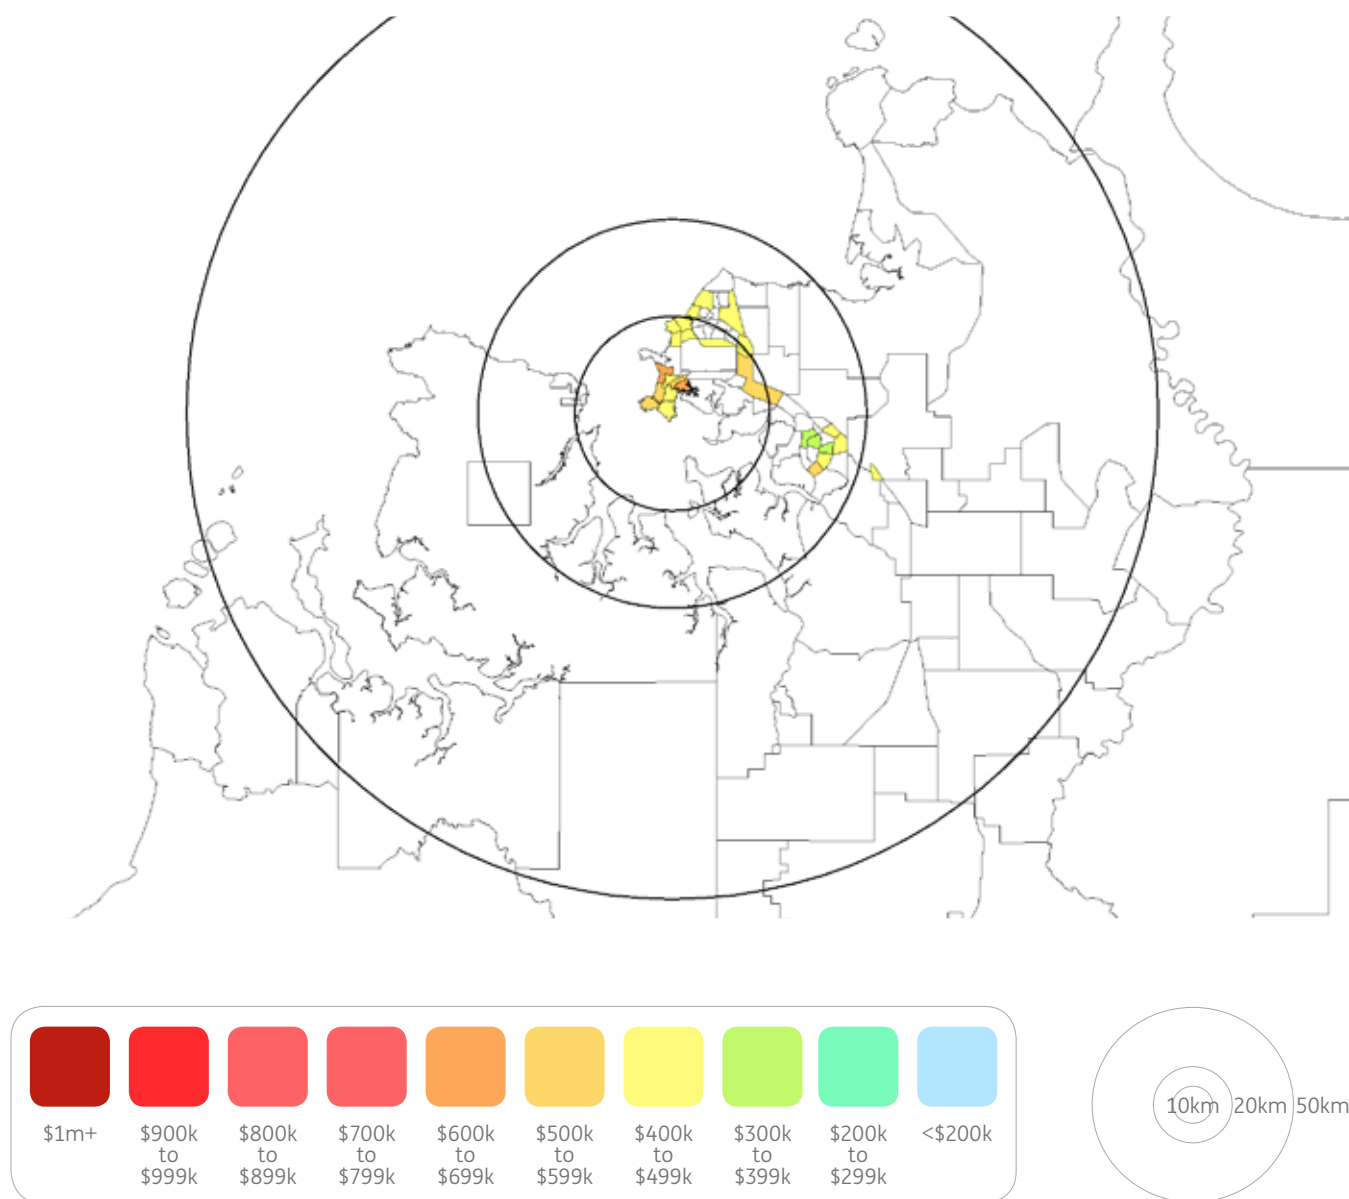 10km 20km 50km
$1m+ $900k $800k $700k $600k $500k $400k $300k $200k <$200k
to to to to to to to to
$999k $899k $799k $699k $599k $499k $399k $299k